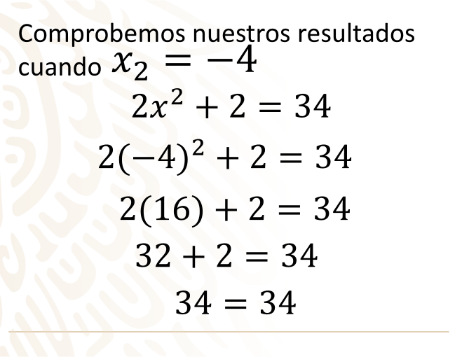 Comprobemos nuestros resultados
cuando x₂ = −4
2x² + 2 = 34
2(−4)² + 2 = 34
2(16) + 2 = 34
32 + 2 = 34
34 = 34